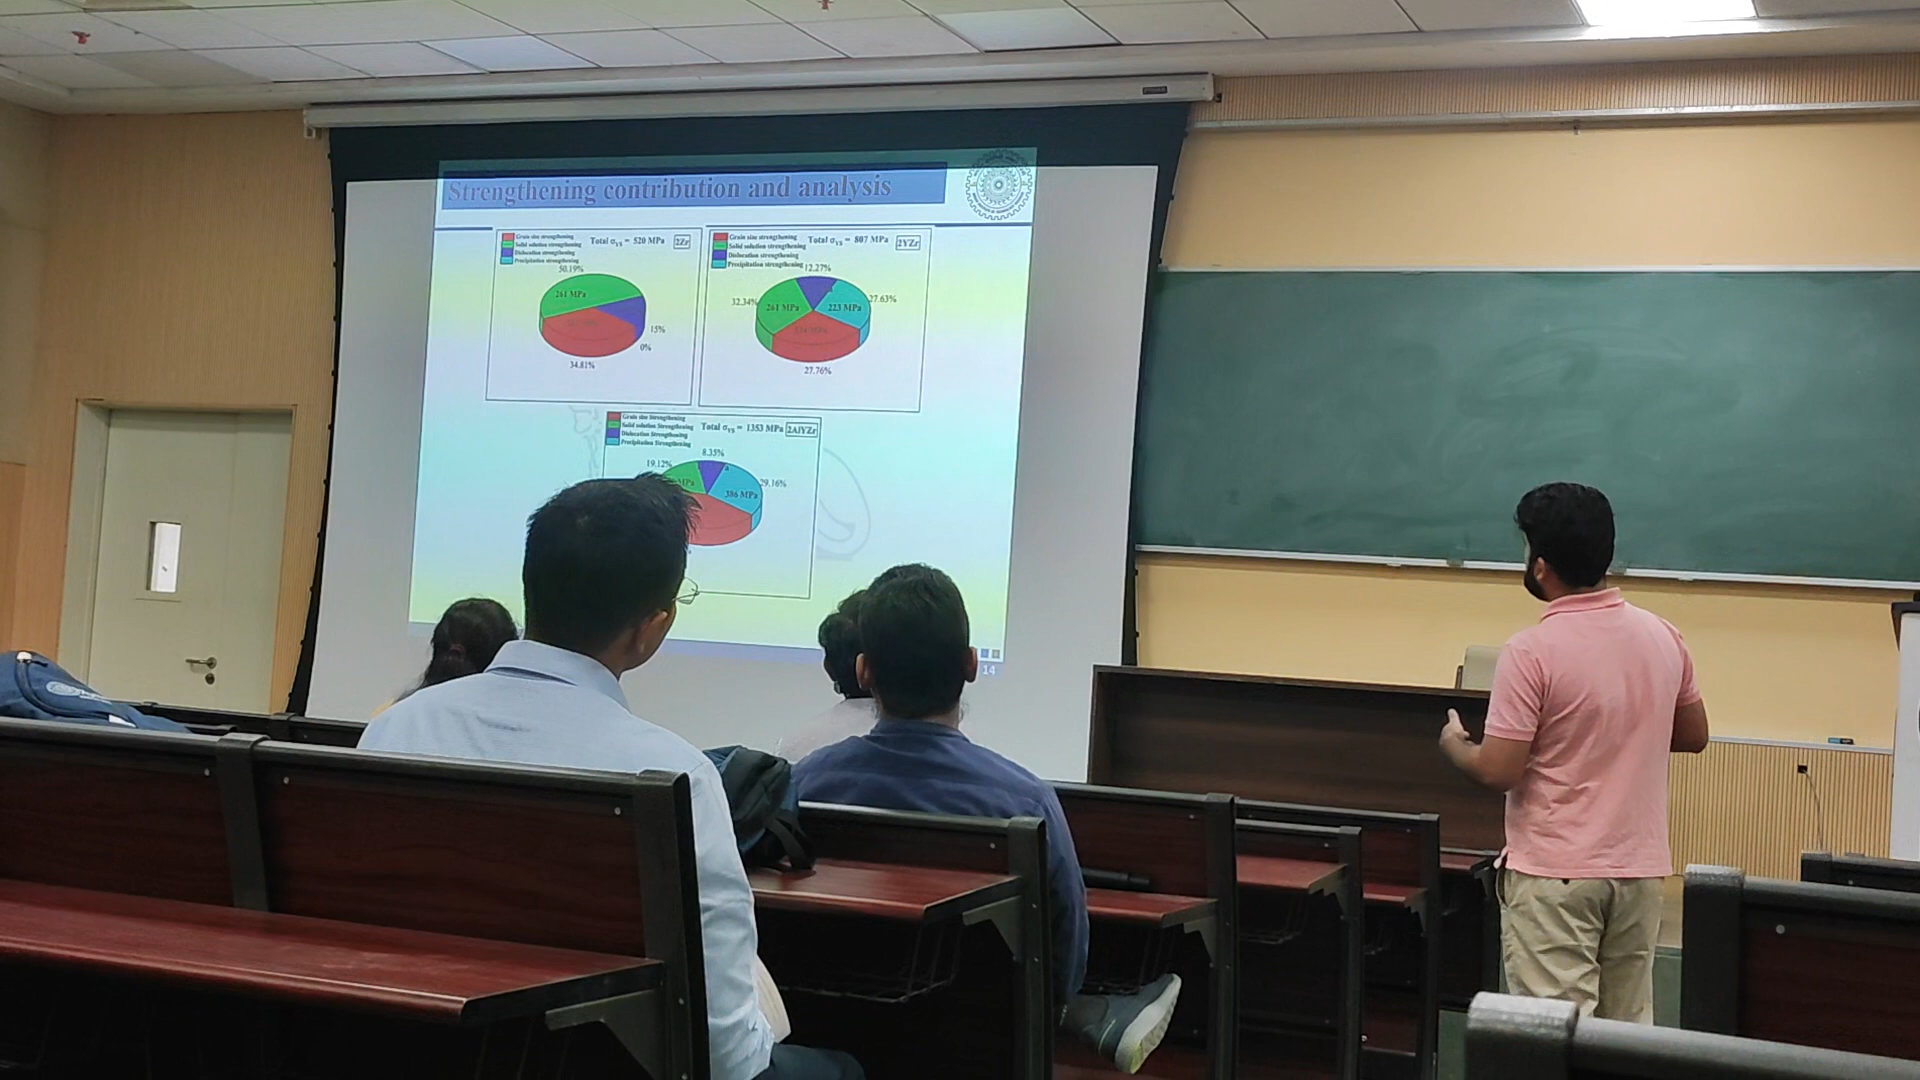 Strengthening contribution and analysis
Grain size strengthening
Solid solution strengthening
Dislocation strengthening
Precipitation strengthening
Total σYS = 520 MPa
2Zr
50.19%
261 MPa
15%
0%
34.81%
Grain size strengthening
Solid solution strengthening
Dislocation strengthening
Precipitation strengthening
Total σYS = 807 MPa
2YZr
12.27%
32.34%
27.63%
261 MPa
223 MPa
27.76%
Grain size Strengthening
Solid solution Strengthening
Dislocation Strengthening
Precipitation Strengthening
Total σYS = 1353 MPa
2AlYZr
8.35%
19.12%
29.16%
MPa
386 MPa
14